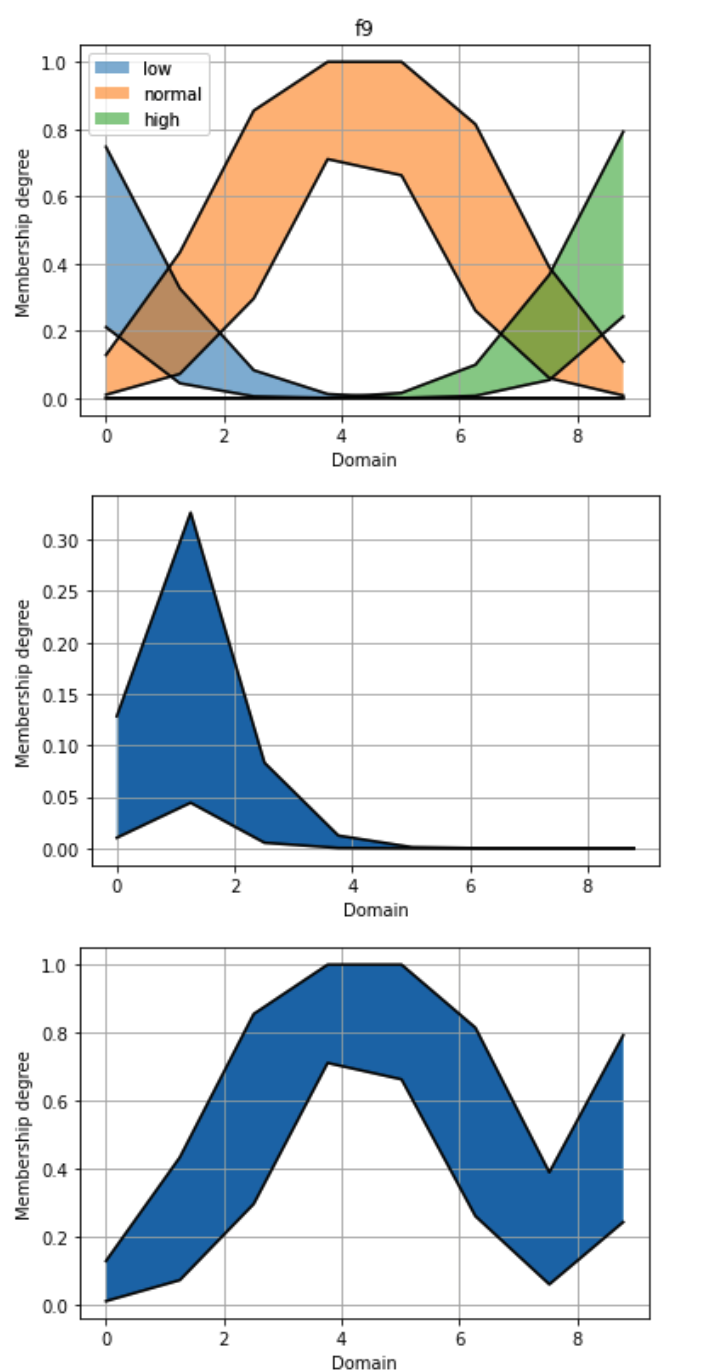 f9
low
normal
high
Membership degree
1.0
0.8
0.6
0.4
0.2
0.0
0 2 4 6 8
Domain
Membership degree
0.30
0.25
0.20
0.15
0.10
0.05
0.00
0 2 4 6 8
Domain
Membership degree
1.0
0.8
0.6
0.4
0.2
0.0
0 2 4 6 8
Domain